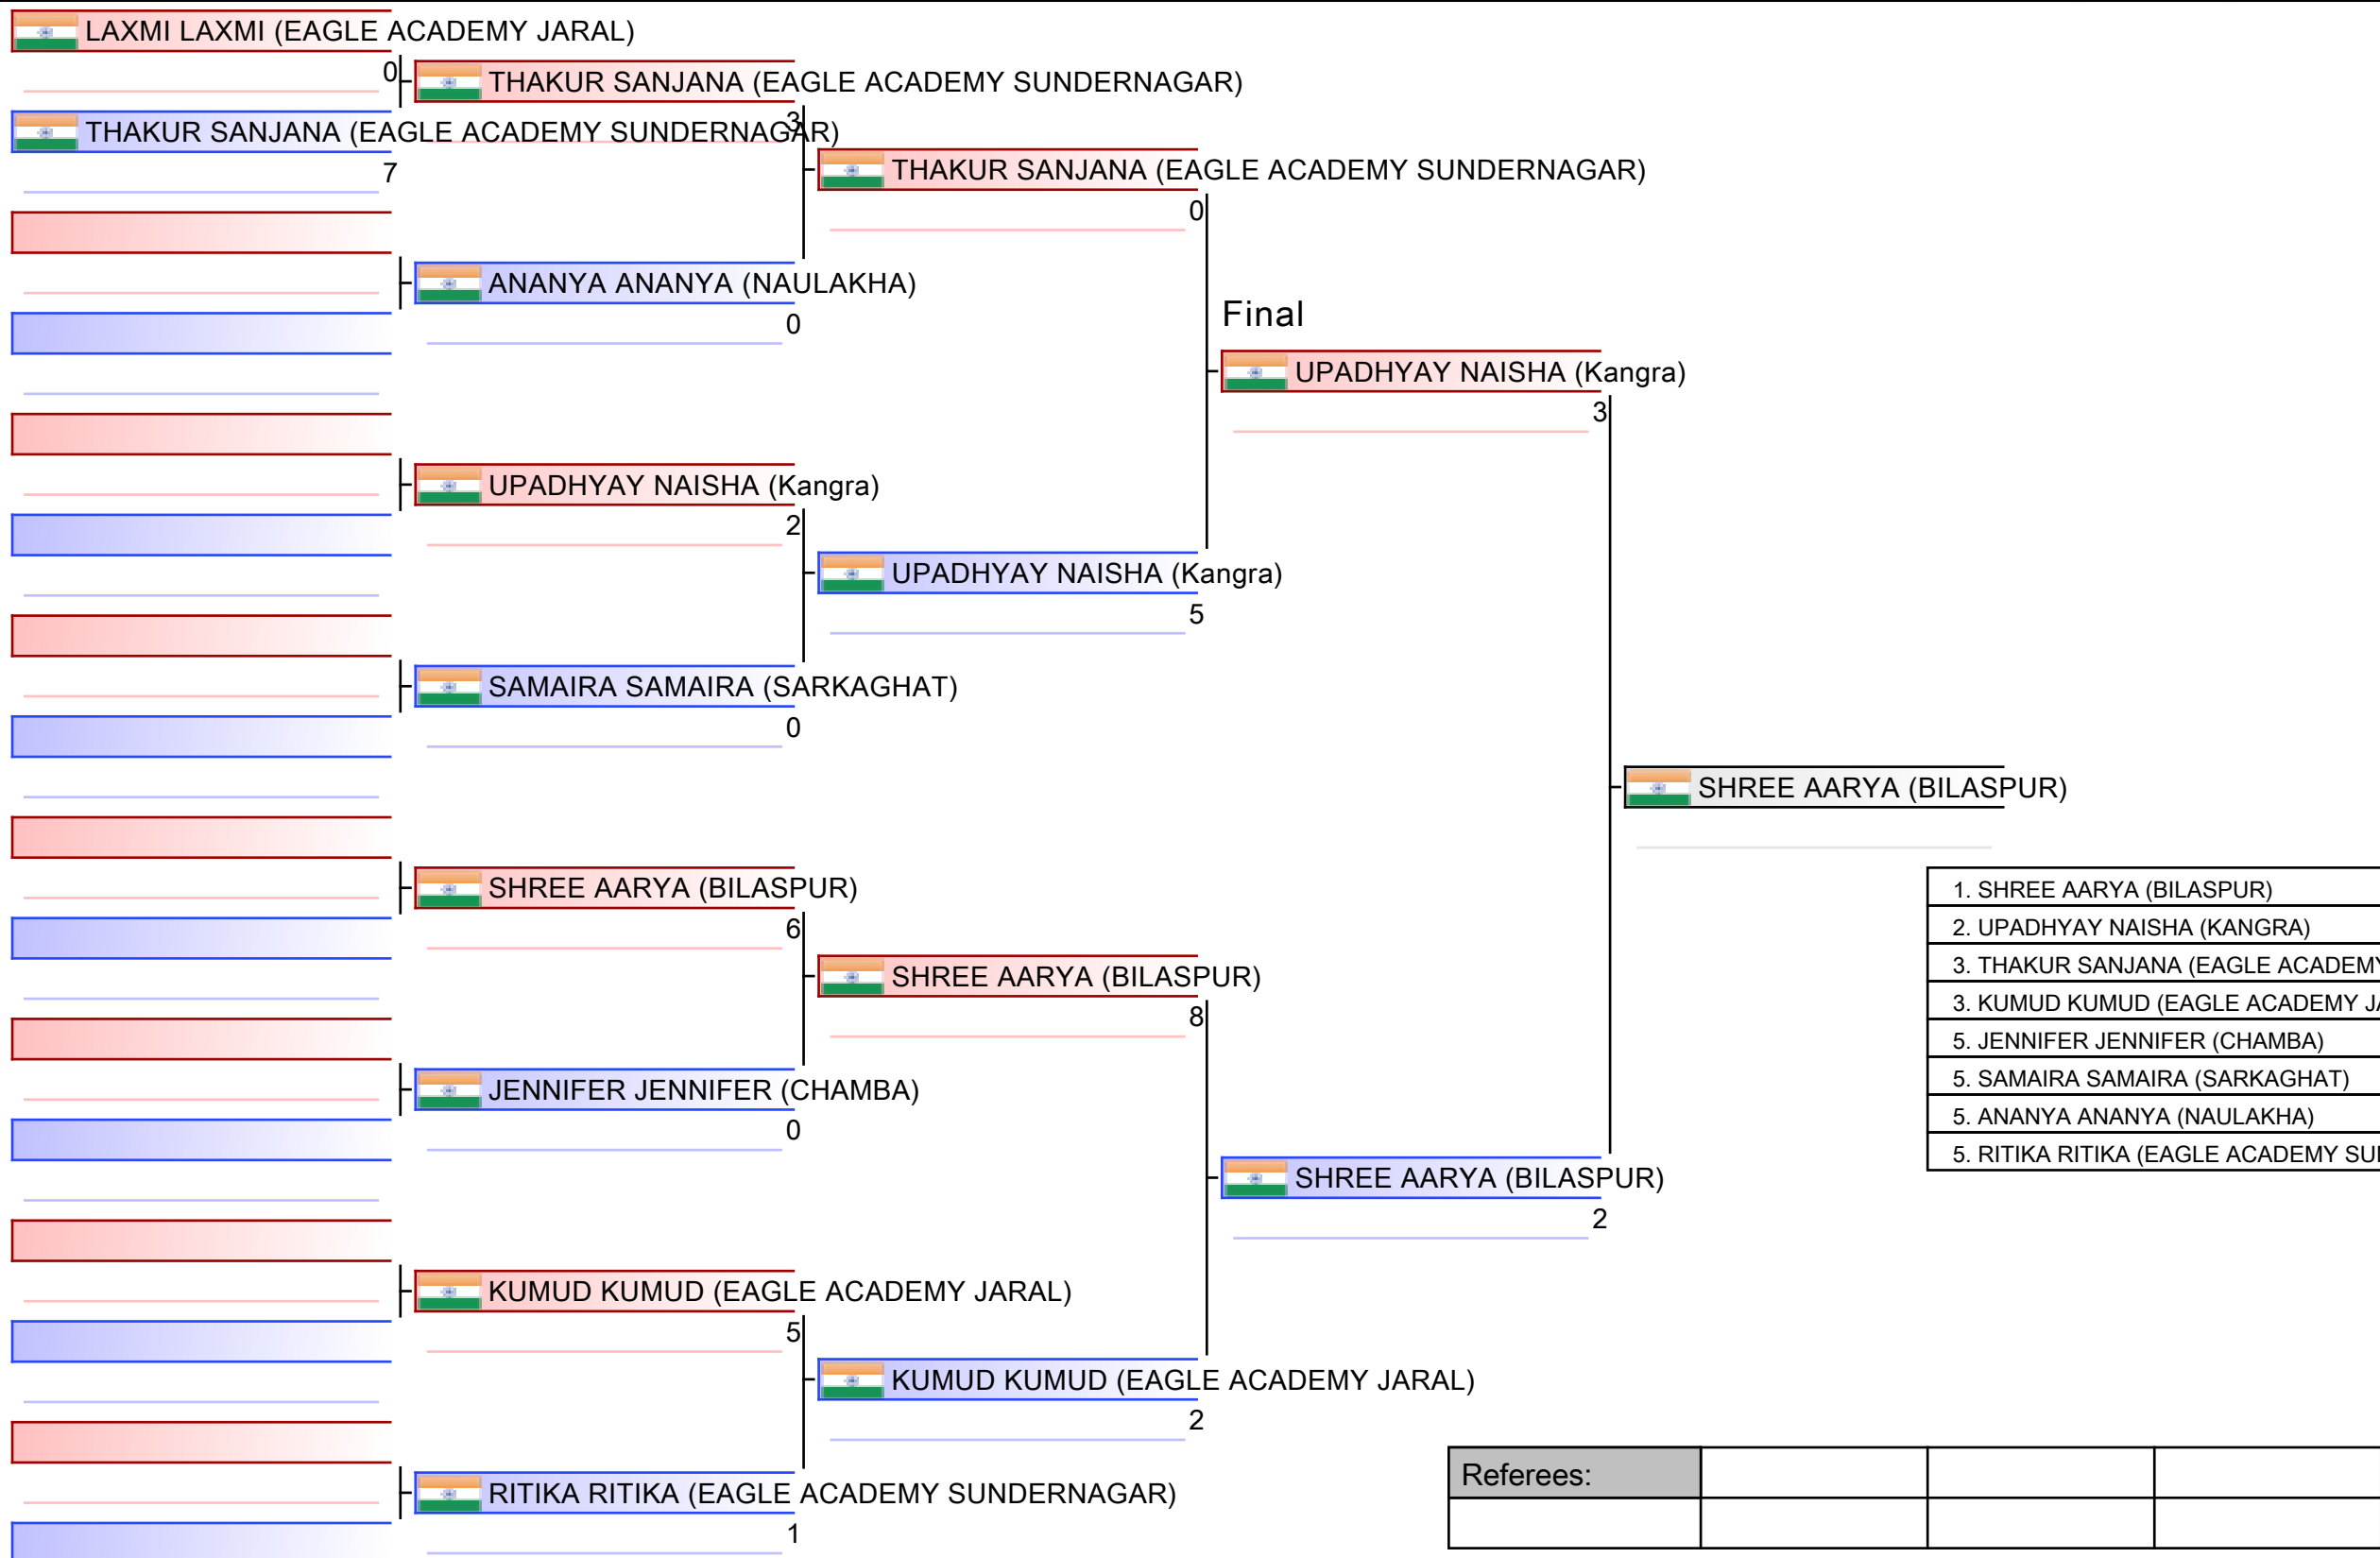 LAXMI LAXMI (EAGLE ACADEMY JARAL)
0
THAKUR SANJANA (EAGLE ACADEMY SUNDERNAGAR)
7
THAKUR SANJANA (EAGLE ACADEMY SUNDERNAGAR)
3
ANANYA ANANYA (NAULAKHA)
0
UPADHYAY NAISHA (Kangra)
2
SAMAIRA SAMAIRA (SARKAGHAT)
0
SHREE AARYA (BILASPUR)
6
JENNIFER JENNIFER (CHAMBA)
0
KUMUD KUMUD (EAGLE ACADEMY JARAL)
5
RITIKA RITIKA (EAGLE ACADEMY SUNDERNAGAR)
1
THAKUR SANJANA (EAGLE ACADEMY SUNDERNAGAR)
0
UPADHYAY NAISHA (Kangra)
5
SHREE AARYA (BILASPUR)
8
KUMUD KUMUD (EAGLE ACADEMY JARAL)
2
Final
UPADHYAY NAISHA (Kangra)
3
SHREE AARYA (BILASPUR)
2
SHREE AARYA (BILASPUR)
1. SHREE AARYA (BILASPUR)
2. UPADHYAY NAISHA (KANGRA)
3. THAKUR SANJANA (EAGLE ACADEMY
3. KUMUD KUMUD (EAGLE ACADEMY
5. JENNIFER JENNIFER (CHAMBA)
5. SAMAIRA SAMAIRA (SARKAGHAT)
5. ANANYA ANANYA (NAULAKHA)
5. RITIKA RITIKA (EAGLE ACADEMY
Referees: